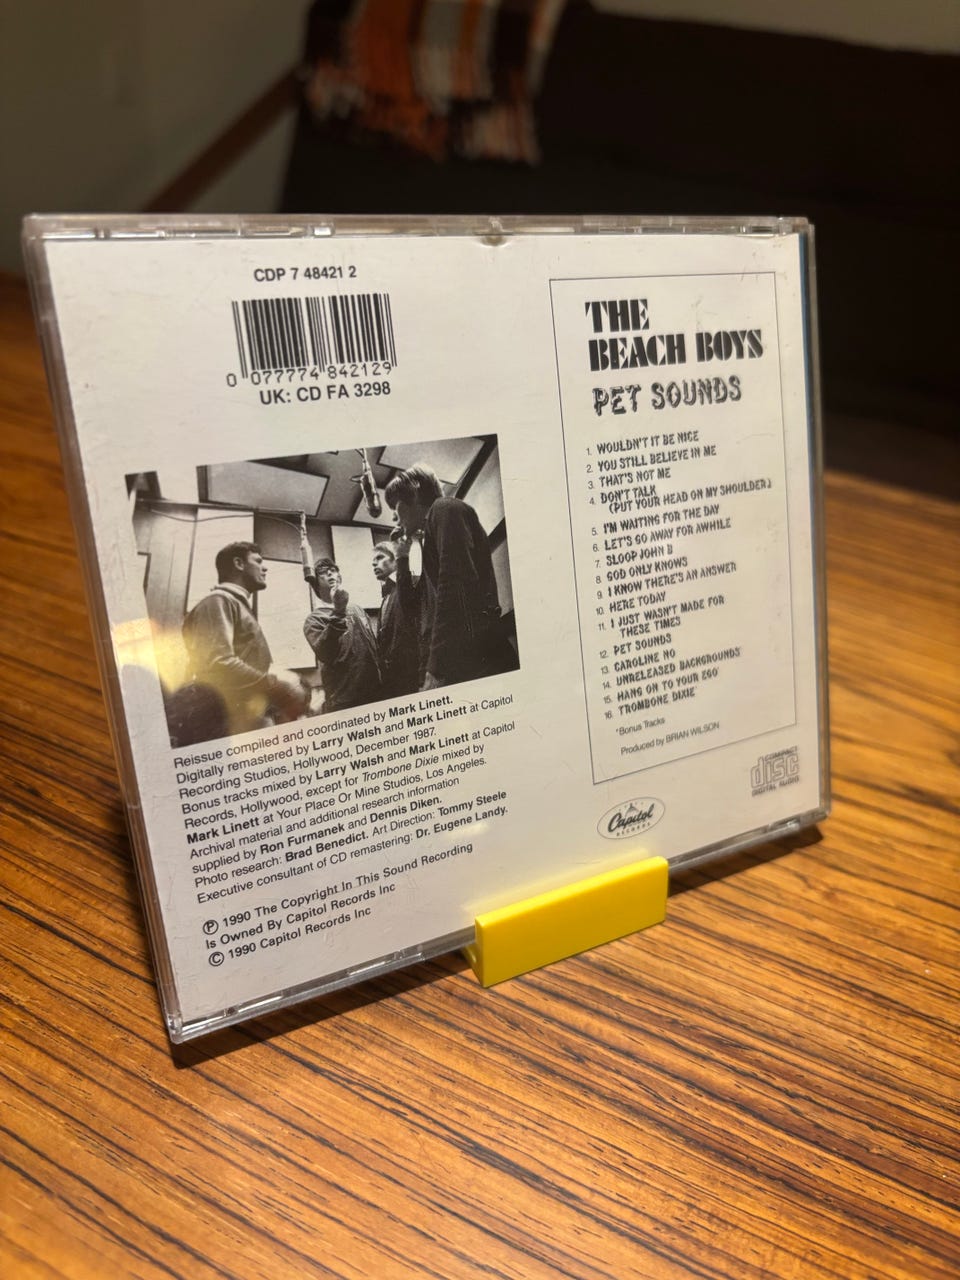 CDP 7 48421 2
0 077774 842129
UK: CD FA 3298
Reissue compiled and coordinated by Mark Linett.
Digitally remastered by Larry Walsh and Mark Linett at Capitol
Recording Studios, Hollywood, December 1987.
Bonus tracks mixed by Larry Walsh and Mark Linett at Capitol
Records, Hollywood, except for Trombone Dixie mixed by
Mark Linett at Your Place Or Mine Studios, Los Angeles.
Archival material and additional research information
supplied by Ron Furmanek and Dennis Diken.
Photo research: Brad Benedict. Art Direction: Tommy Steele
Executive consultant of CD remastering: Dr. Eugene Landy.
Ⓟ 1990 The Copyright In This Sound Recording
Is Owned By Capitol Records Inc
© 1990 Capitol Records Inc
THE
BEACH BOYS
PET SOUNDS
1. WOULDN'T IT BE NICE
2. YOU STILL BELIEVE IN ME
3. THAT'S NOT ME
4. DON'T TALK
(PUT YOUR HEAD ON MY SHOULDER)
5. I'M WAITING FOR THE DAY
6. LET'S GO AWAY FOR AWHILE
7. SLOOP JOHN B
8. GOD ONLY KNOWS
9. I KNOW THERE'S AN ANSWER
10. HERE TODAY
11. I JUST WASN'T MADE FOR
THESE TIMES
12. PET SOUNDS
13. CAROLINE NO
14. UNRELEASED BACKGROUNDS*
15. HANG ON TO YOUR EGO*
16. TROMBONE DIXIE*
*Bonus Tracks
Produced by BRIAN WILSON
Capitol
RECORDS
COMPACT
disc
DIGITAL AUDIO